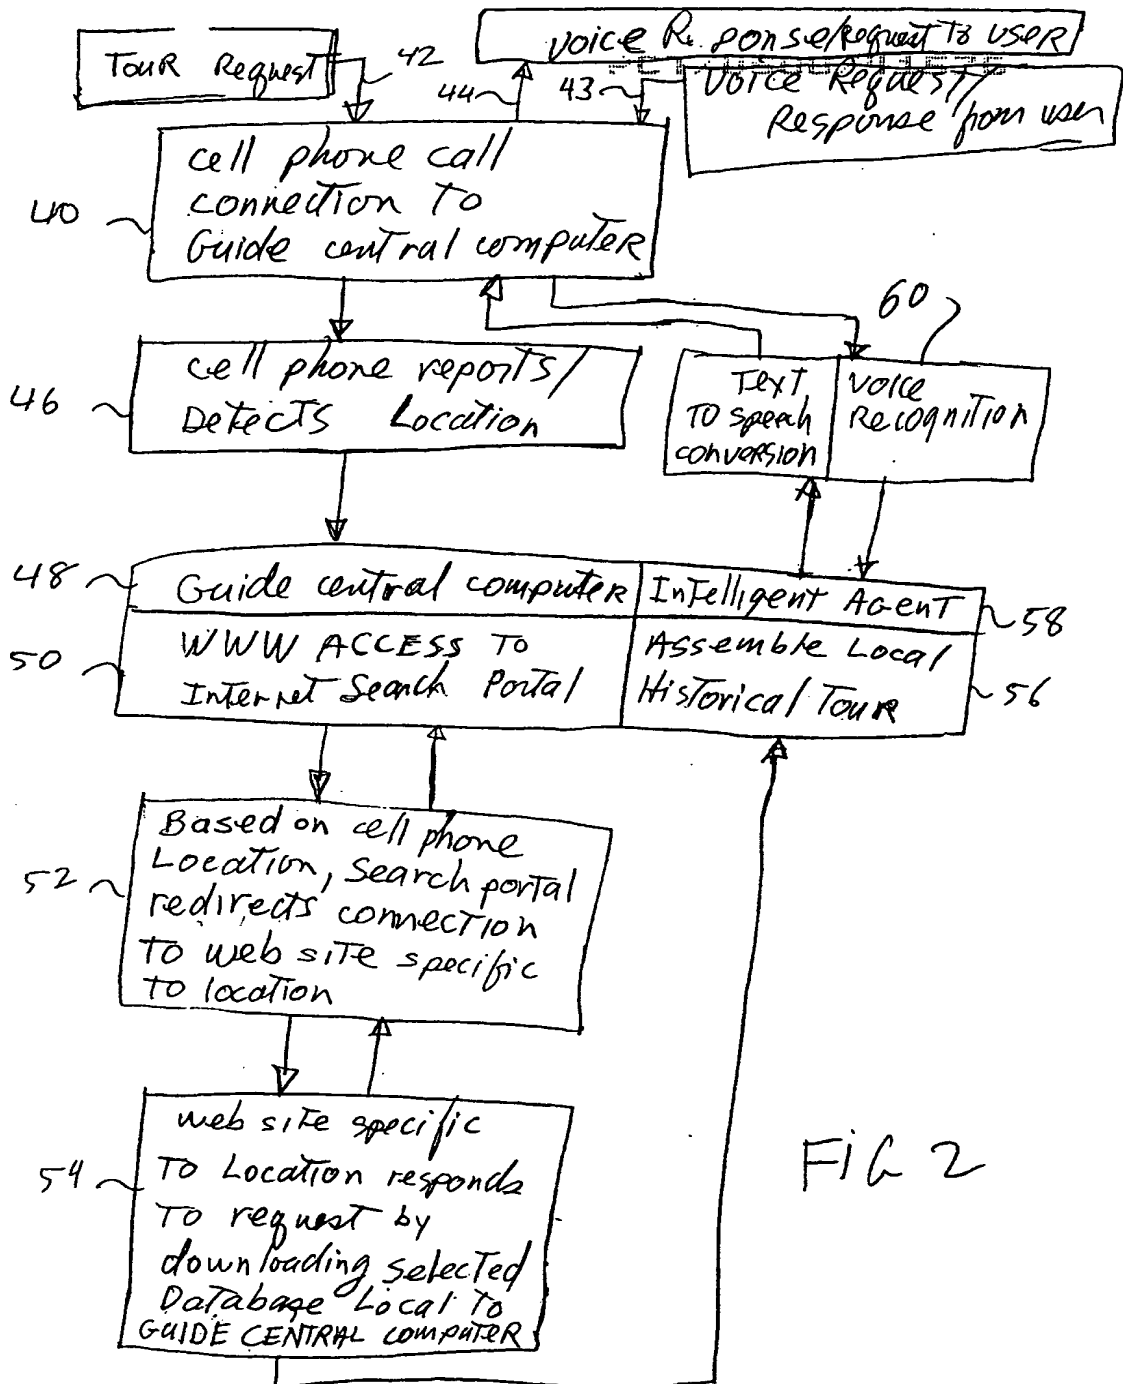 Tour Request
42
Voice Response/Request to user
44
43
Voice Request/
Response from user
40
Cell phone call
connection to
Guide central computer
60
46
Cell phone reports/
Detects Location
Text
To speech
conversion
Voice
Recognition
48
Guide central computer
Intelligent Agent
58
50
WWW ACCESS To
Internet Search Portal
Assemble Local
Historical Tour
56
52
Based on cell phone
Location, Search portal
redirects connection
To web site specific
To location
54
web site specific
To Location responds
To request by
downloading selected
Database Local To
GUIDE CENTRAL computer
FiG 2